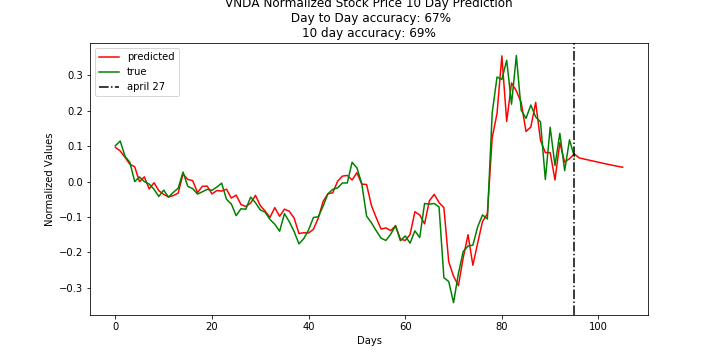 VNDA Normalized Stock Price 10 Day Prediction
Day to Day accuracy: 67%
10 day accuracy: 69%
predicted
true
april 27
Normalized Values
0.3
0.2
0.1
0.0
−0.1
−0.2
−0.3
0 20 40 60 80 100
Days